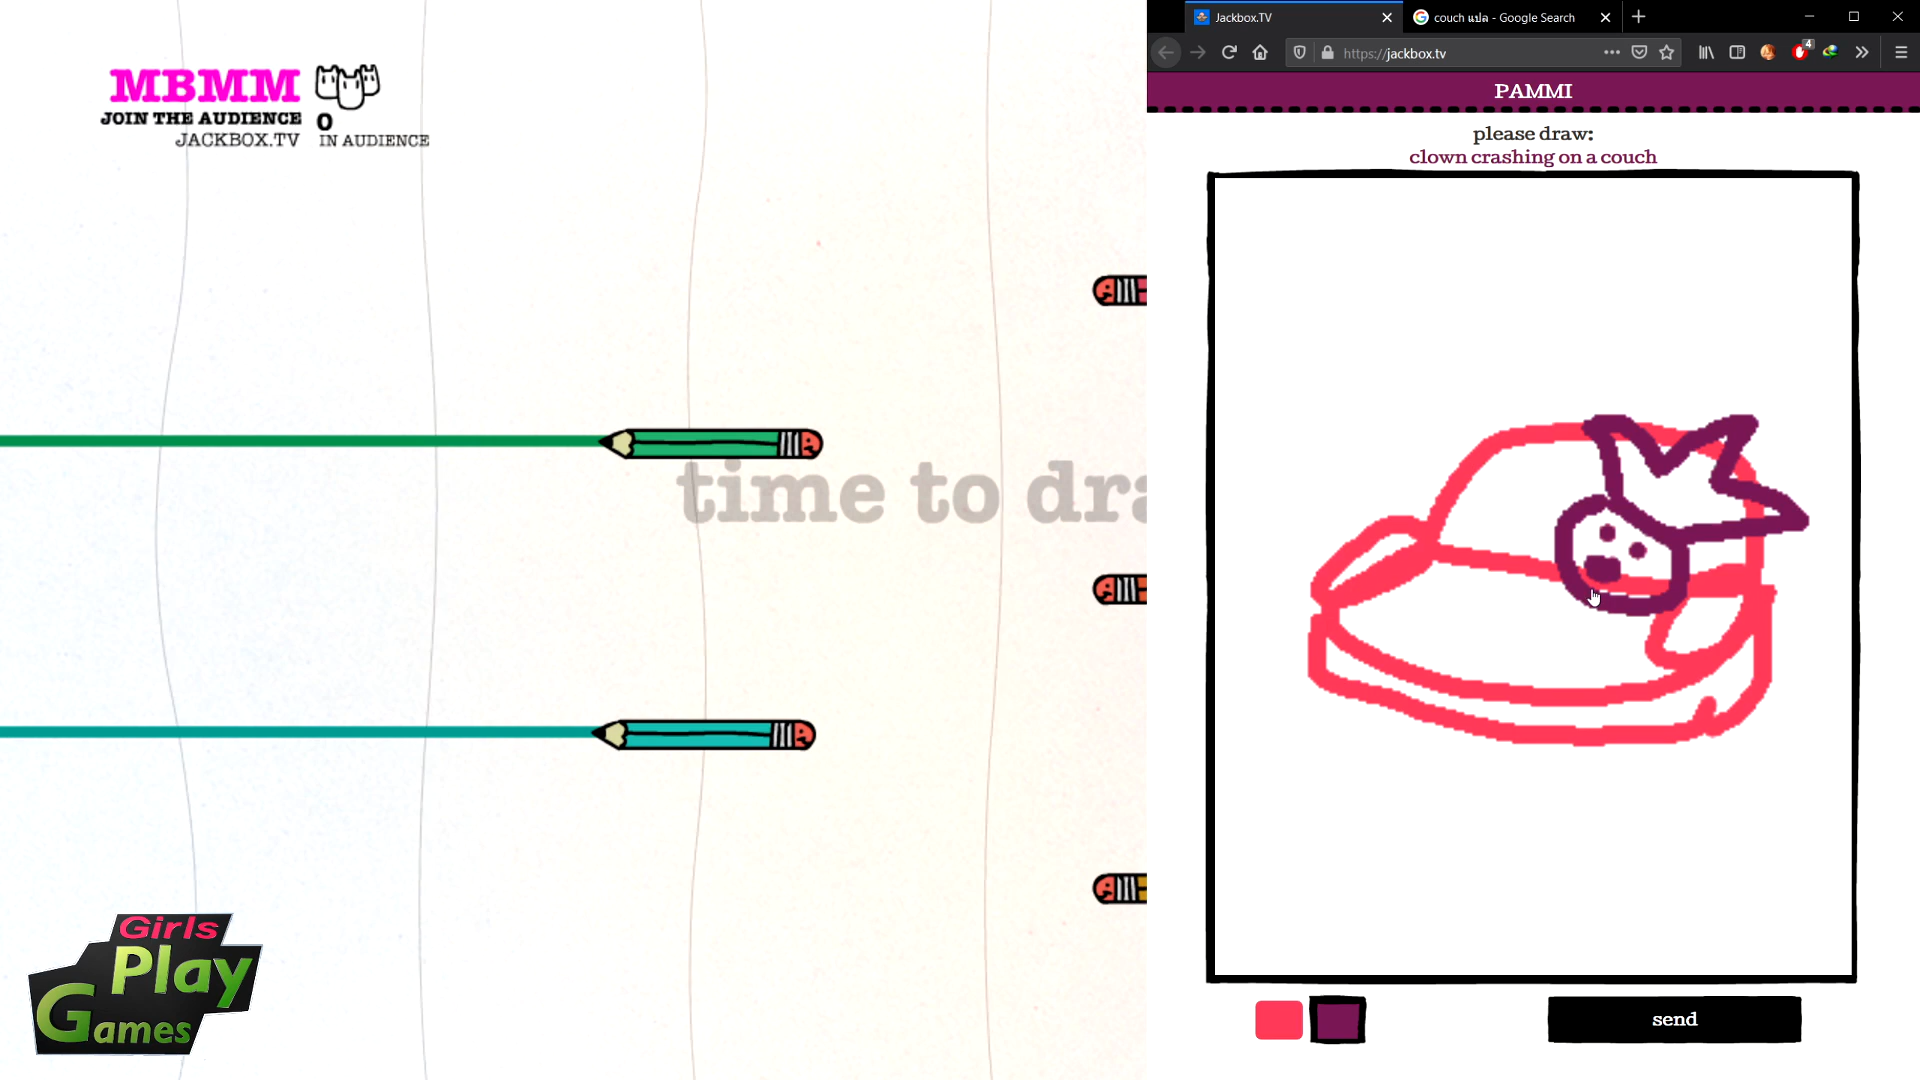 MBMM
JOIN THE AUDIENCE
JACKBOX.TV
0
IN AUDIENCE
time to dra
Girls
Play
Games
Jackbox.TV
couch แปล - Google Search
https://jackbox.tv
4
PAMMI
please draw:
clown crashing on a couch
send